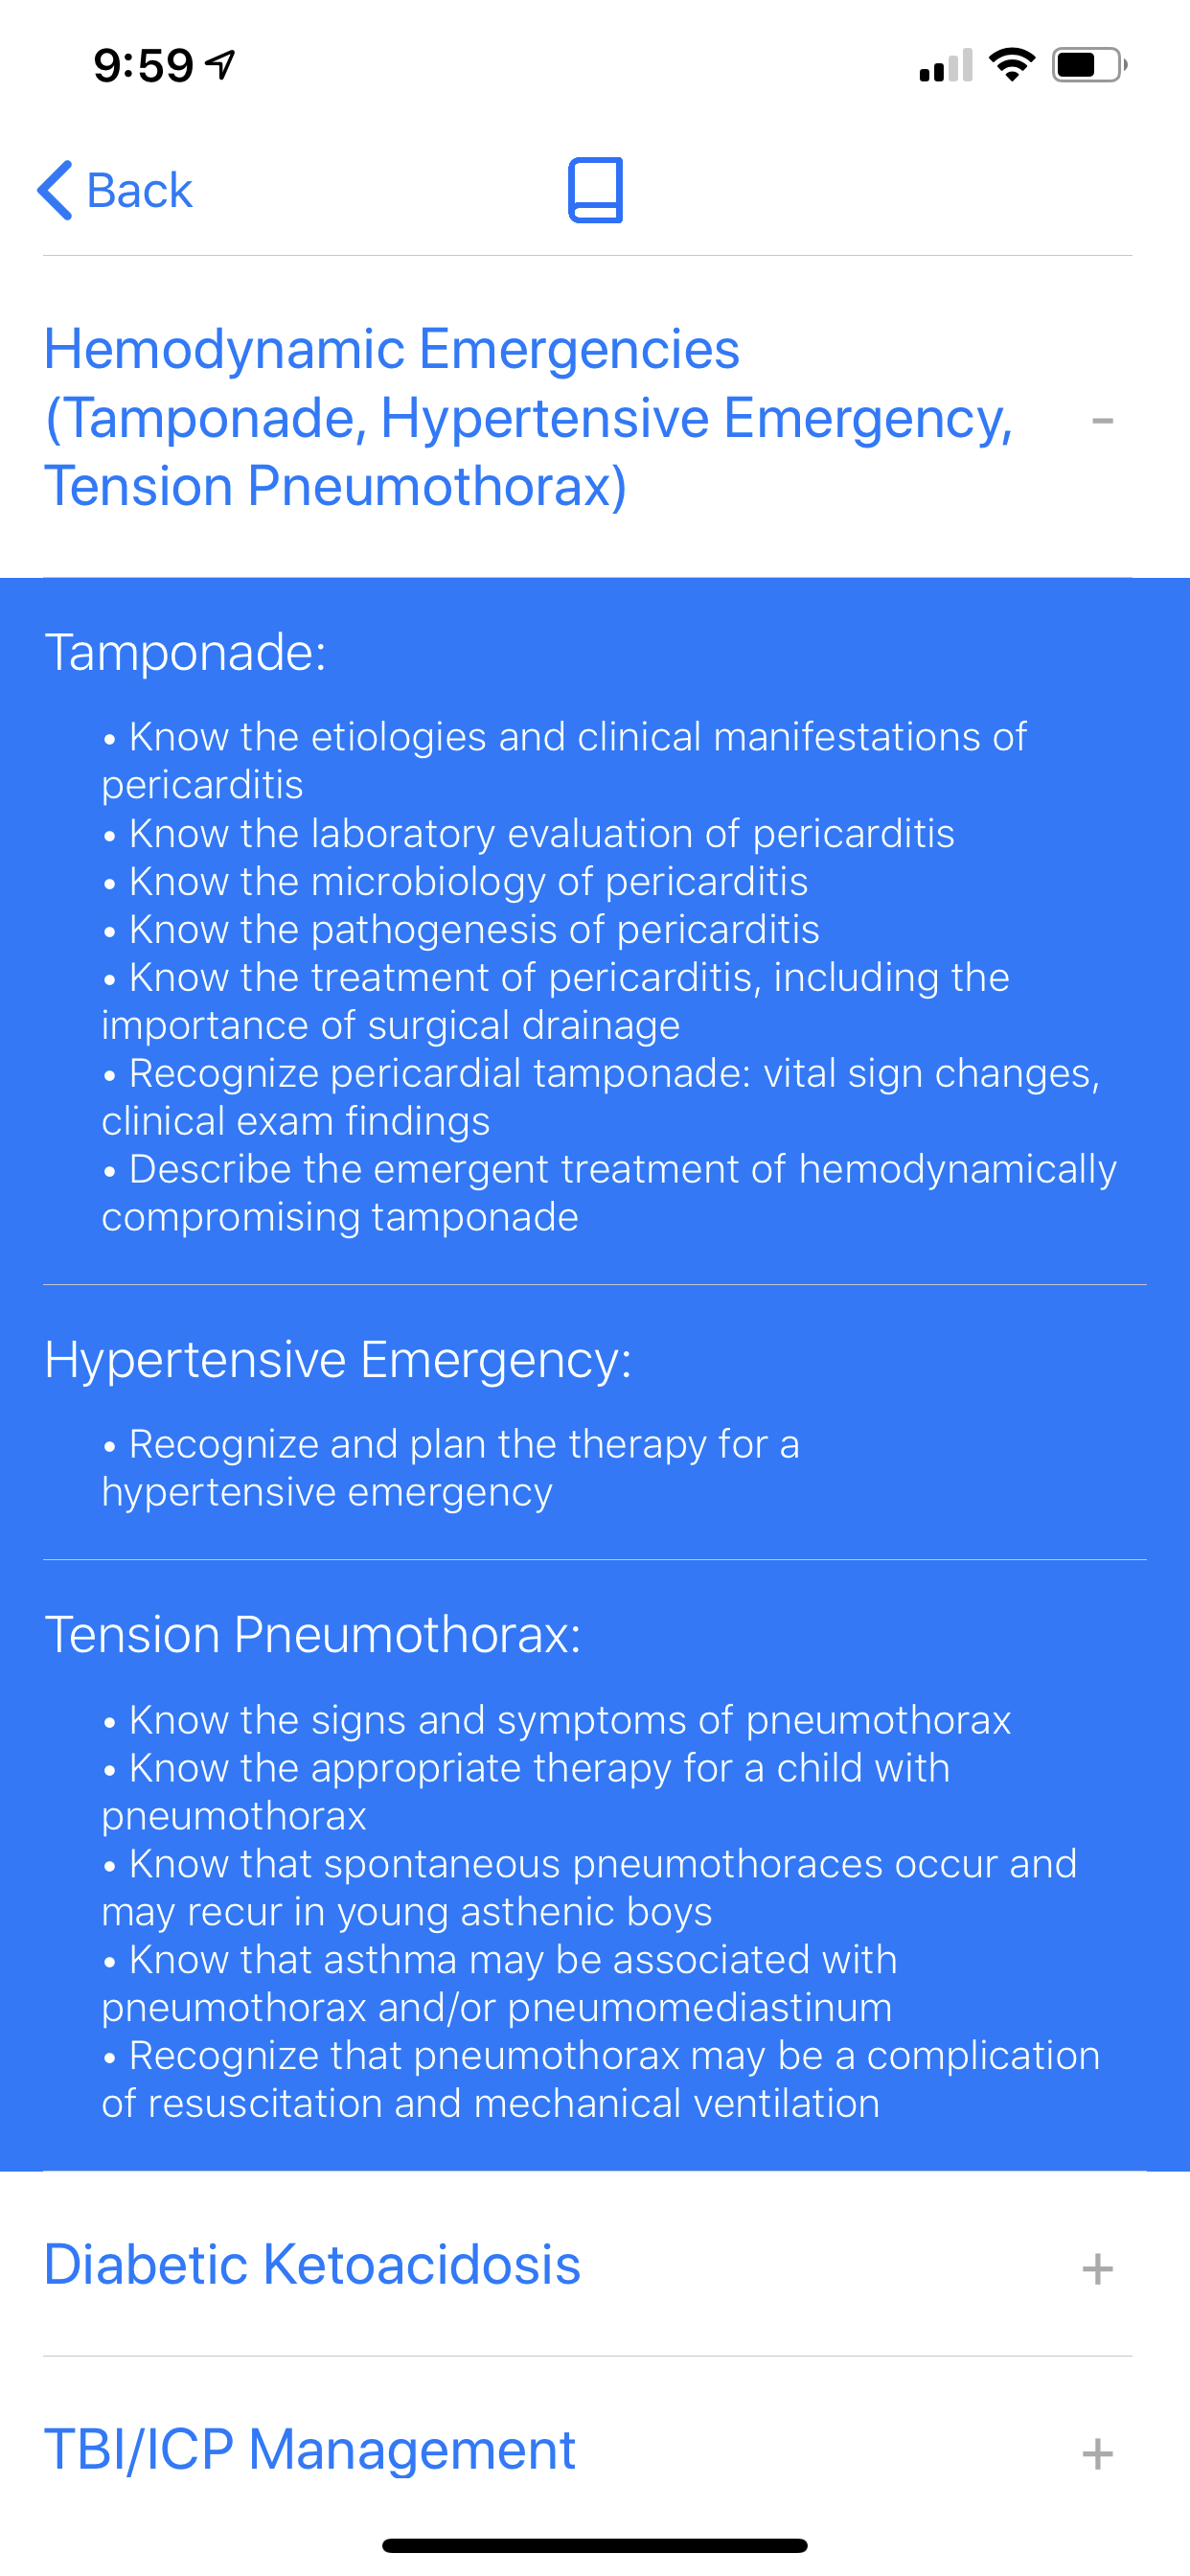 9:59
Back
Hemodynamic Emergencies
(Tamponade, Hypertensive Emergency,
Tension Pneumothorax)
−
Tamponade:
• Know the etiologies and clinical manifestations of
pericarditis
• Know the laboratory evaluation of pericarditis
• Know the microbiology of pericarditis
• Know the pathogenesis of pericarditis
• Know the treatment of pericarditis, including the
importance of surgical drainage
• Recognize pericardial tamponade: vital sign changes,
clinical exam findings
• Describe the emergent treatment of hemodynamically
compromising tamponade
Hypertensive Emergency:
• Recognize and plan the therapy for a
hypertensive emergency
Tension Pneumothorax:
• Know the signs and symptoms of pneumothorax
• Know the appropriate therapy for a child with
pneumothorax
• Know that spontaneous pneumothoraces occur and
may recur in young asthenic boys
• Know that asthma may be associated with
pneumothorax and/or pneumomediastinum
• Recognize that pneumothorax may be a complication
of resuscitation and mechanical ventilation
Diabetic Ketoacidosis +
TBI/ICP Management +